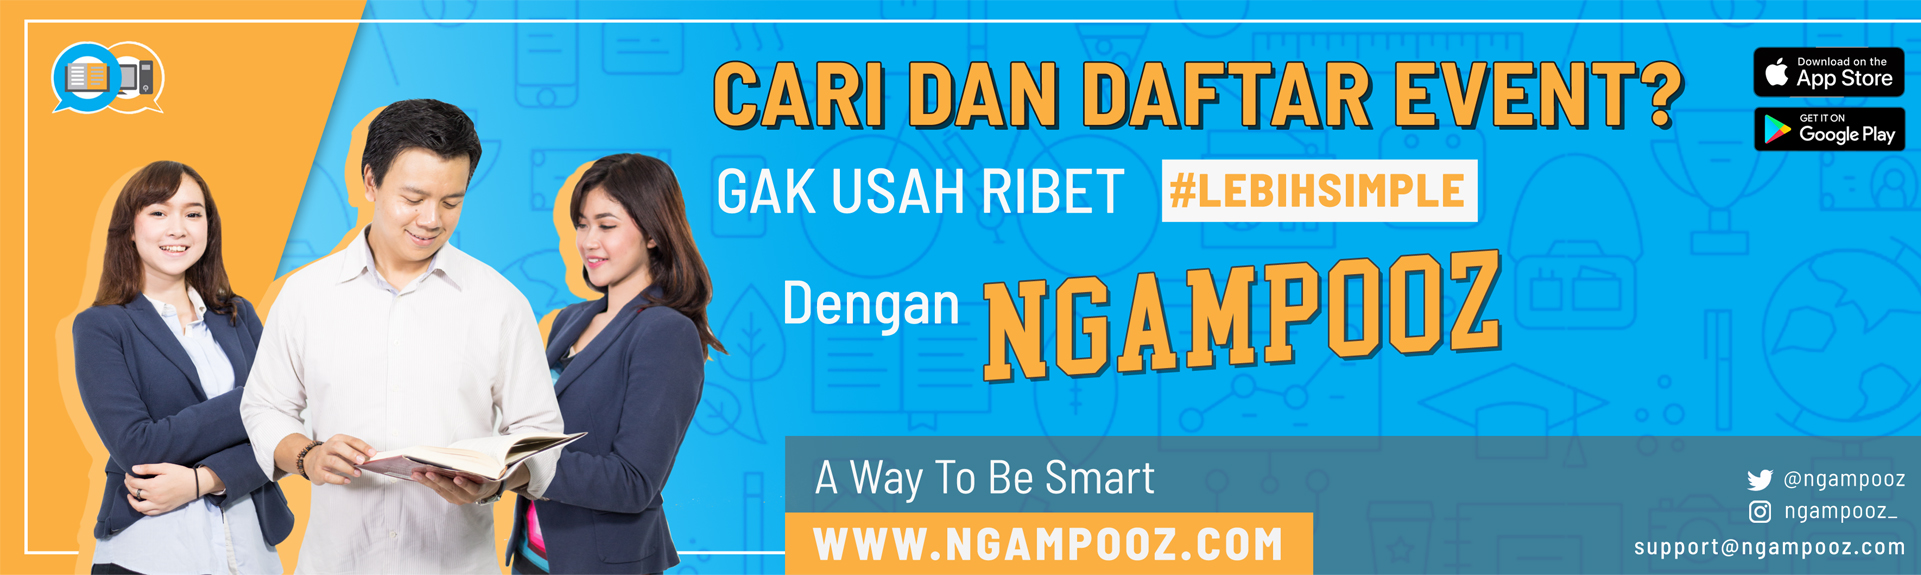 CARI DAN DAFTAR EVENT?
GAK USAH RIBET #LEBIHSIMPLE
Dengan NGAMPOOZ
Download on the
App Store
GET IT ON
Google Play
A Way To Be Smart
WWW.NGAMPOOZ.COM
@ngampooz
ngampooz_
support@ngampooz.com